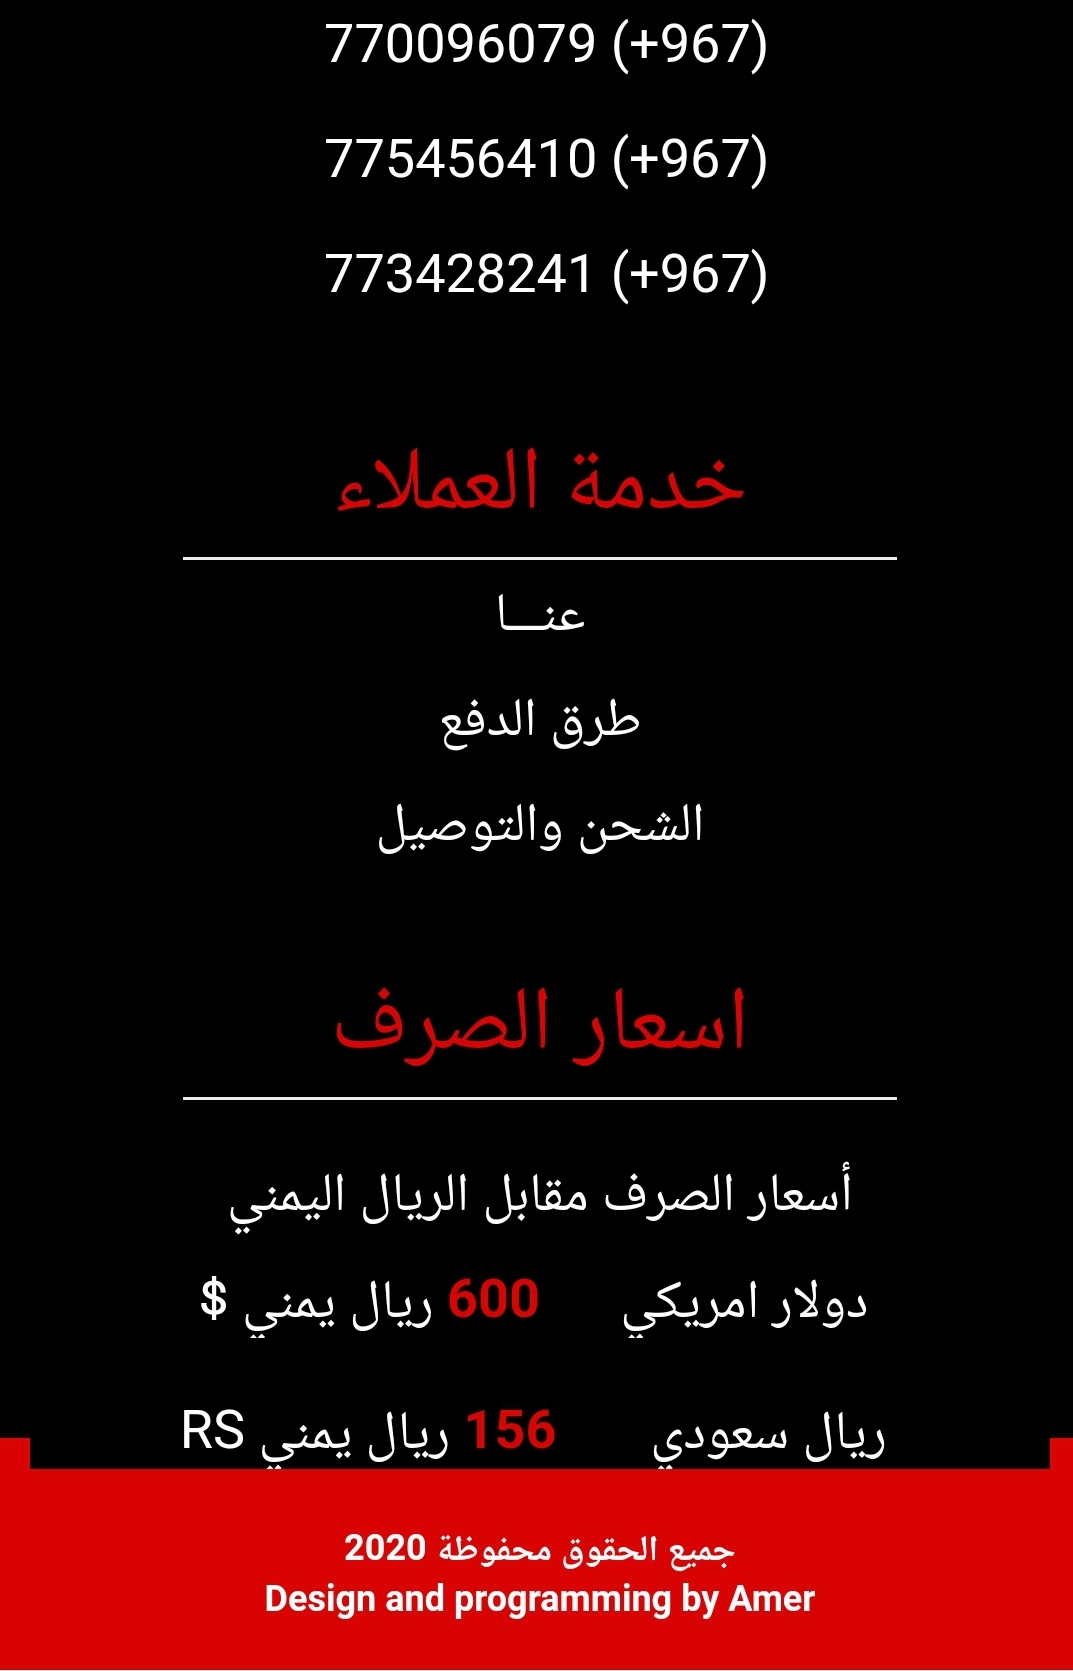 770096079 (+967)
775456410 (+967)
773428241 (+967)
خدمة العملاء
عنـــا
طرق الدفع
الشحن والتوصيل
اسعار الصرف
أسعار الصرف مقابل الريال اليمني
دولار امريكي 600 ريال يمني $
ريال سعودي 156 ريال يمني RS
جميع الحقوق محفوظة 2020
Design and programming by Amer